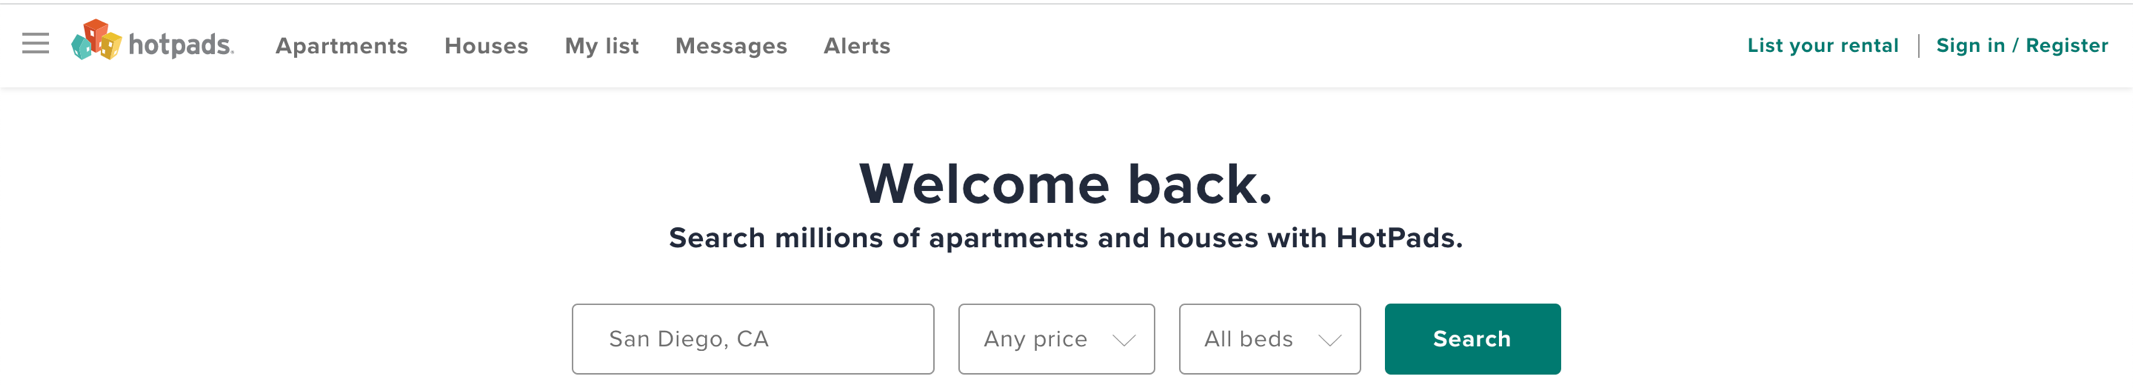 hotpads. Apartments Houses My list Messages Alerts List your rental | Sign in / Register
Welcome back.
Search millions of apartments and houses with HotPads.
San Diego, CA Any price All beds Search